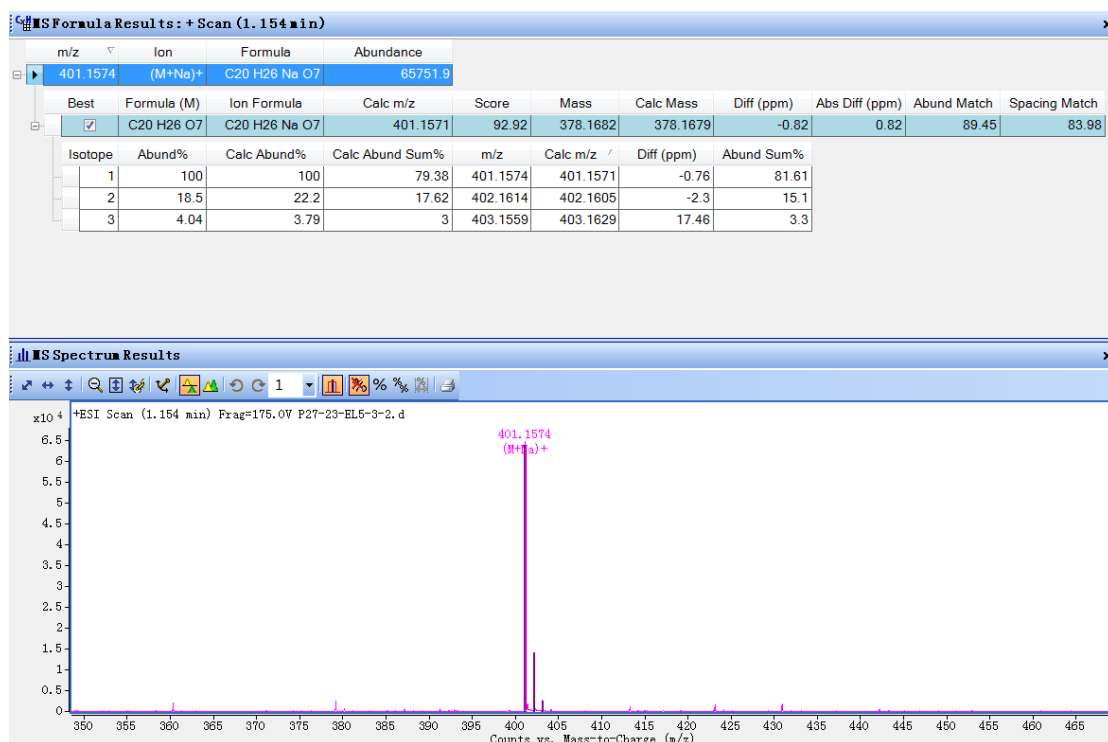 MS Formula Results: + Scan (1.154 min)
m/z Ion Formula Abundance
401.1574 (M+Na)+ C20 H26 Na O7 65751.9
Best Formula (M) Ion Formula Calc m/z Score Mass Calc Mass Diff (ppm) Abs Diff (ppm) Abund Match Spacing Match
C20 H26 O7 C20 H26 Na O7 401.1571 92.92 378.1682 378.1679 -0.82 0.82 89.45 83.98
Isotope Abund% Calc Abund% Calc Abund Sum% m/z Calc m/z Diff (ppm) Abund Sum%
1 100 100 79.38 401.1574 401.1571 -0.76 81.61
2 18.5 22.2 17.62 402.1614 402.1605 -2.3 15.1
3 4.04 3.79 3 403.1559 403.1629 17.46 3.3
MS Spectrum Results
1 % %
x10 4 +ESI Scan (1.154 min) Frag=175.0V P27-23-EL5-3-2.d
401.1574
(M+Na)+
6.5
6
5.5
5
4.5
4
3.5
3
2.5
2
1.5
1
0.5
0
350 355 360 365 370 375 380 385 390 395 400 405 410 415 420 425 430 435 440 445 450 455 460 465
Counts vs. Mass-to-Charge (m/z)